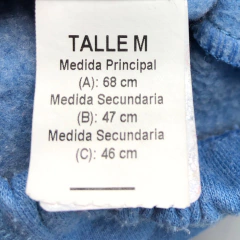 TALLE M
Medida Principal
(A): 68 cm
Medida Secundaria
(B): 47 cm
Medida Secundaria
(C): 46 cm